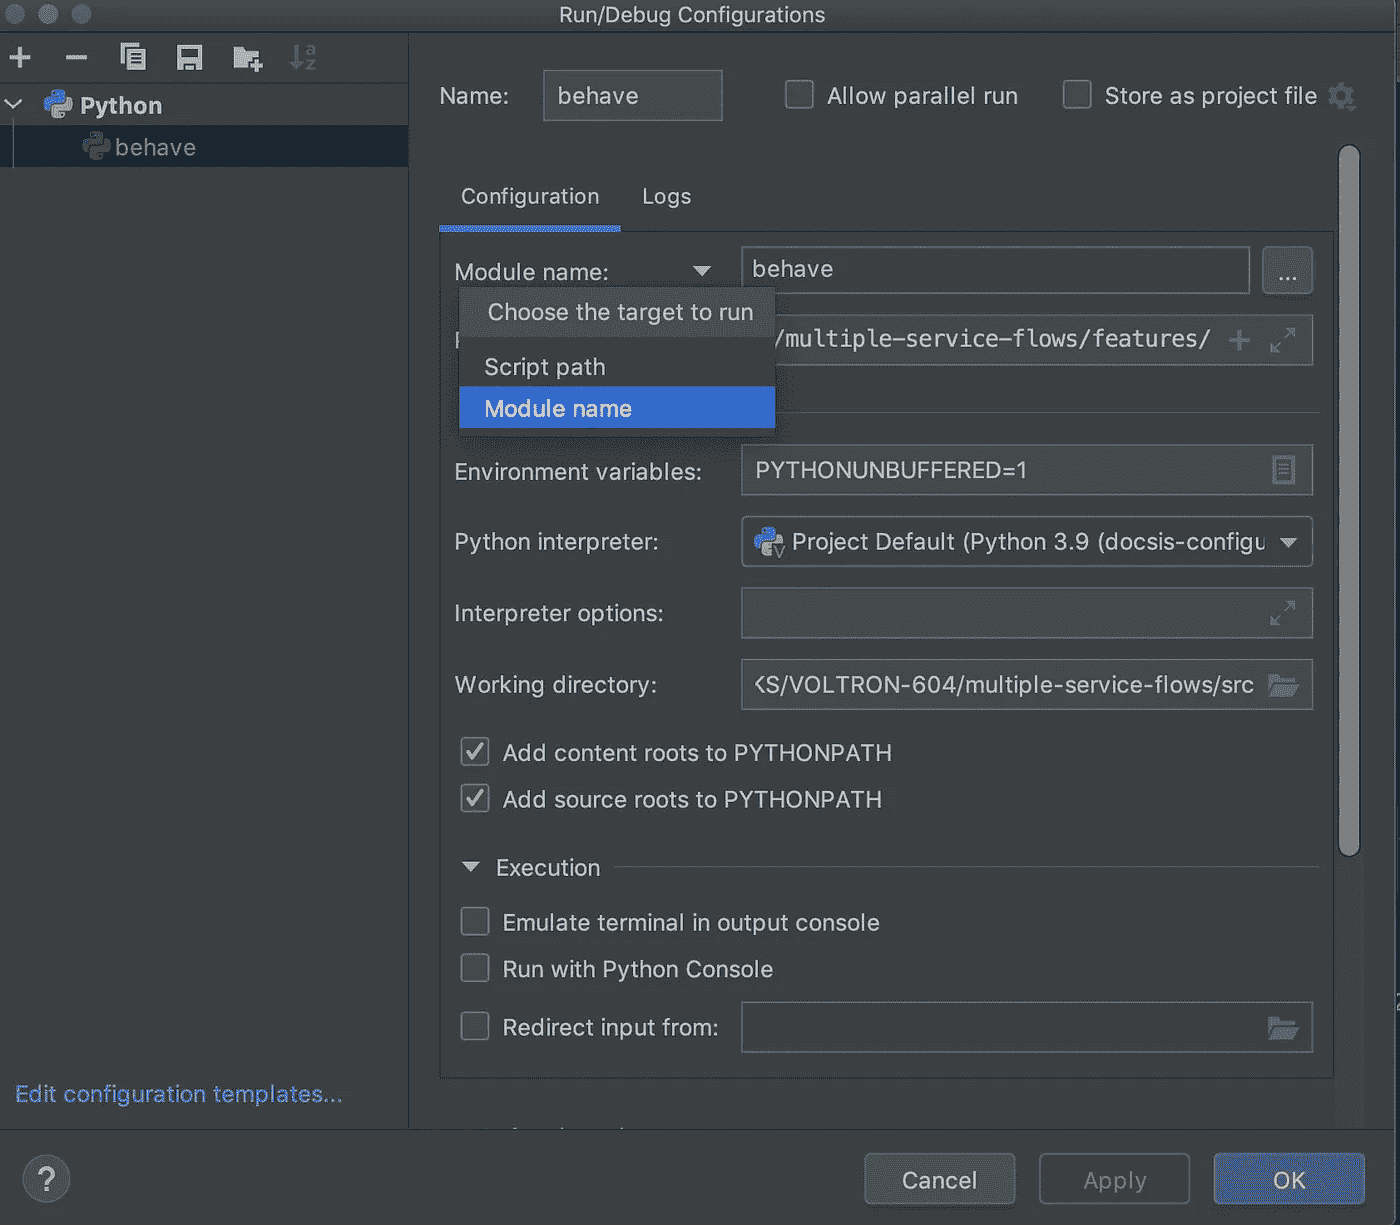 Run/Debug Configurations
Python
behave
Name:
behave
Allow parallel run
Store as project file
Configuration
Logs
Module name:
behave
...
Choose the target to run
/multiple-service-flows/features/
Script path
Module name
Environment variables:
PYTHONUNBUFFERED=1
Python interpreter:
Project Default (Python 3.9 (docsis-configu
Interpreter options:
Working directory:
S/VOLTRON-604/multiple-service-flows/src
Add content roots to PYTHONPATH
Add source roots to PYTHONPATH
Execution
Emulate terminal in output console
Run with Python Console
Redirect input from:
Edit configuration templates...
?
Cancel
Apply
OK